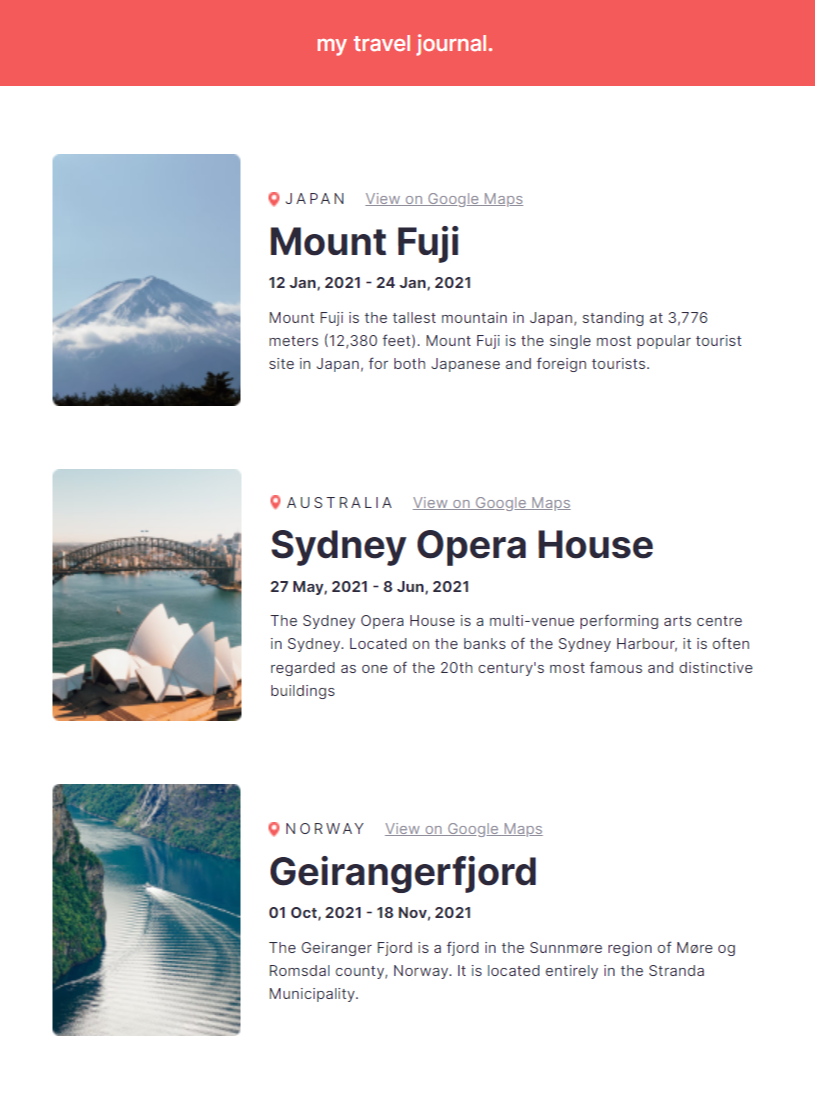 my travel journal.
JAPAN View on Google Maps
Mount Fuji
12 Jan, 2021 - 24 Jan, 2021
Mount Fuji is the tallest mountain in Japan, standing at 3,776
meters (12,380 feet). Mount Fuji is the single most popular tourist
site in Japan, for both Japanese and foreign tourists.
AUSTRALIA View on Google Maps
Sydney Opera House
27 May, 2021 - 8 Jun, 2021
The Sydney Opera House is a multi-venue performing arts centre
in Sydney. Located on the banks of the Sydney Harbour, it is often
regarded as one of the 20th century's most famous and distinctive
buildings
NORWAY View on Google Maps
Geirangerfjord
01 Oct, 2021 - 18 Nov, 2021
The Geiranger Fjord is a fjord in the Sunnmøre region of Møre og
Romsdal county, Norway. It is located entirely in the Stranda
Municipality.